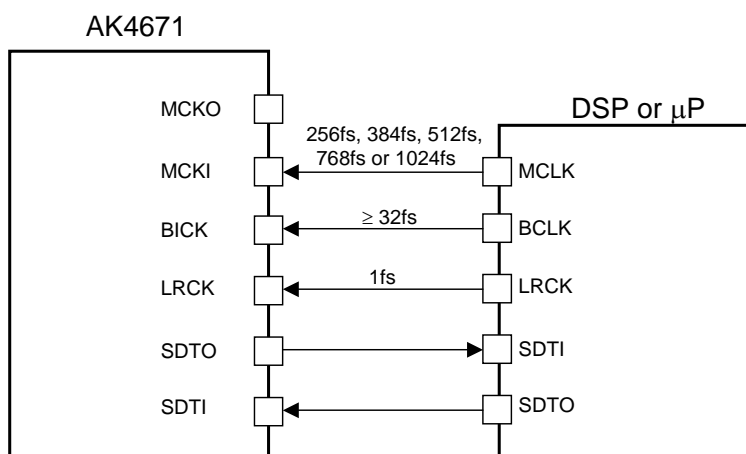 AK4671
DSP or μP
MCKO
256fs, 384fs, 512fs,
768fs or 1024fs
MCKI
MCLK
BICK
≥ 32fs
BCLK
LRCK
1fs
LRCK
SDTO
SDTI
SDTI
SDTO